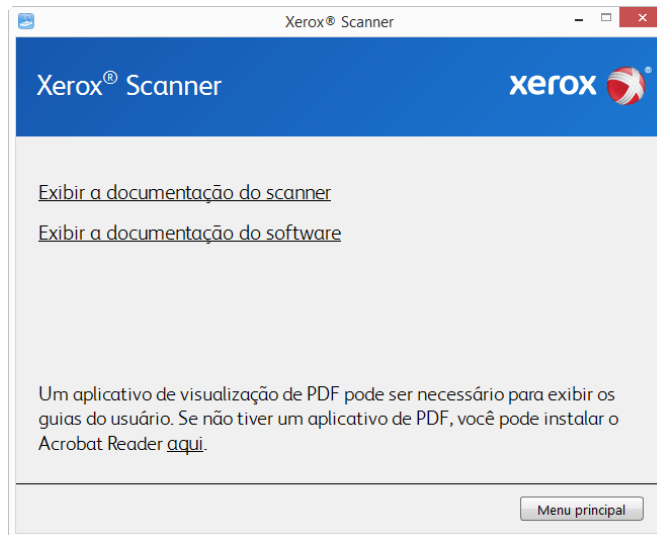 Xerox® Scanner
Xerox® Scanner
xerox ®
Exibir a documentação do scanner
Exibir a documentação do software
Um aplicativo de visualização de PDF pode ser necessário para exibir os
guias do usuário. Se não tiver um aplicativo de PDF, você pode instalar o
Acrobat Reader aqui.
Menu principal